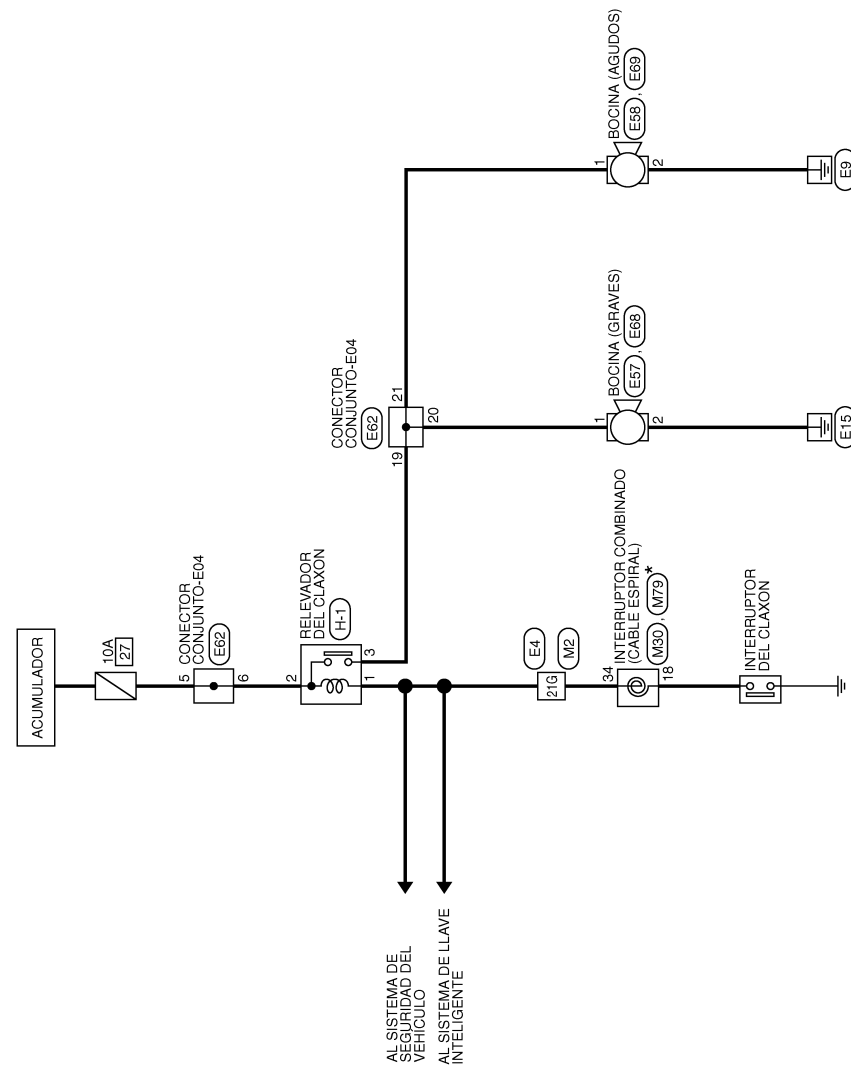 ACUMULADOR
10A
27
CONECTOR
CONJUNTO-E04
E62
5
6
RELEVADOR
DEL CLAXON
H-1
2
3
1
AL SISTEMA DE
SEGURIDAD DEL
VEHÍCULO
AL SISTEMA DE LLAVE
INTELIGENTE
CONECTOR
CONJUNTO-E04
E62
19
21
20
E4
21G
M2
INTERRUPTOR COMBINADO
(CABLE ESPIRAL)
M30 , M79 *
34
18
INTERRUPTOR
DEL CLAXON
BOCINA (GRAVES)
E57 , E68
1
2
E15
BOCINA (AGUDOS)
E58 , E69
1
2
E9